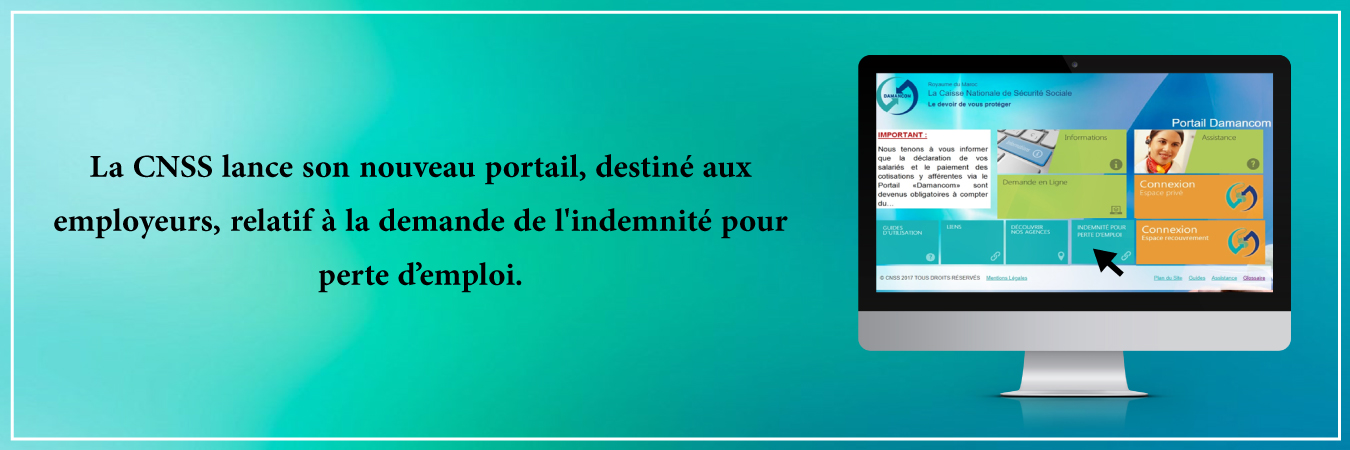 La CNSS lance son nouveau portail, destiné aux
employeurs, relatif à la demande de l'indemnité pour
perte d’emploi.
DAMANCOM
Royaume du Maroc
La Caisse Nationale de Sécurité Sociale
Le devoir de vous protéger
Portail Damancom
IMPORTANT :
Nous tenons à vous informer
que la déclaration de vos
salariés et le paiement des
cotisations y afférentes via le
Portail «Damancom» sont
devenus obligatoires à compter
du...
Informations
Assistance
Demande en Ligne
Connexion
Espace privé
GUIDES
D'UTILISATION
LIENS
DÉCOUVRIR
NOS AGENCES
INDEMNITÉ POUR
PERTE D'EMPLOI
Connexion
Espace recouvrement
© CNSS 2017 TOUS DROITS RÉSERVÉS Mentions Légales
Plan du Site Guides Assistance Glossaire